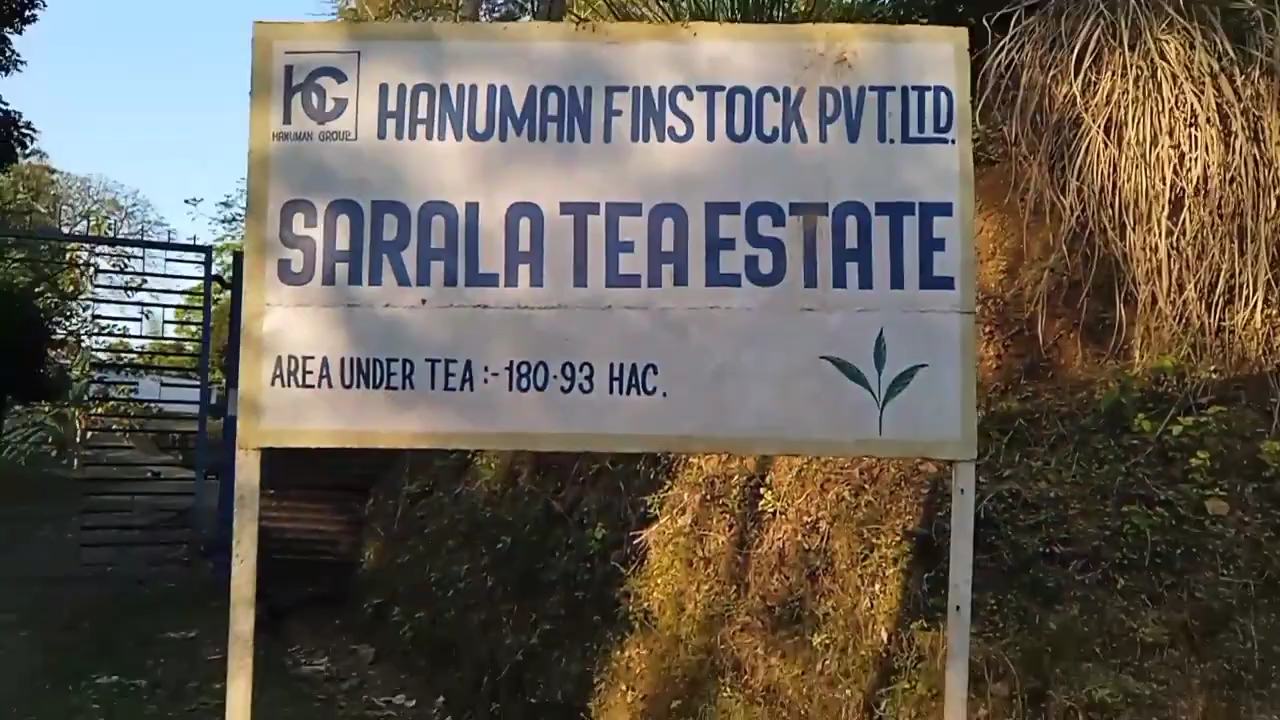 HG
HANUMAN GROUP
HANUMAN FINSTOCK PVT.LTD.
SARALA TEA ESTATE
AREA UNDER TEA :- 180.93 HAC.